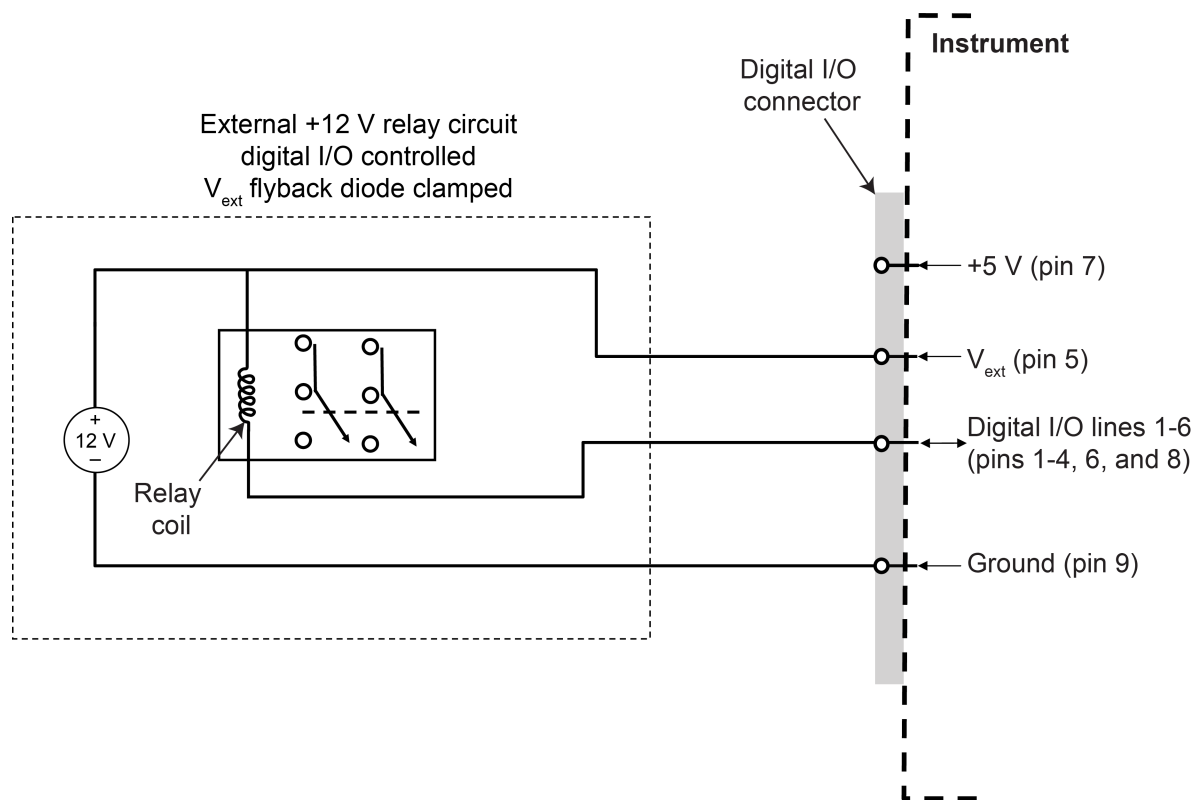 Instrument
Digital I/O
connector
External +12 V relay circuit
digital I/O controlled
Vext flyback diode clamped
+5 V (pin 7)
Vext (pin 5)
Digital I/O lines 1-6
(pins 1-4, 6, and 8)
+
12 V
–
Relay
coil
Ground (pin 9)